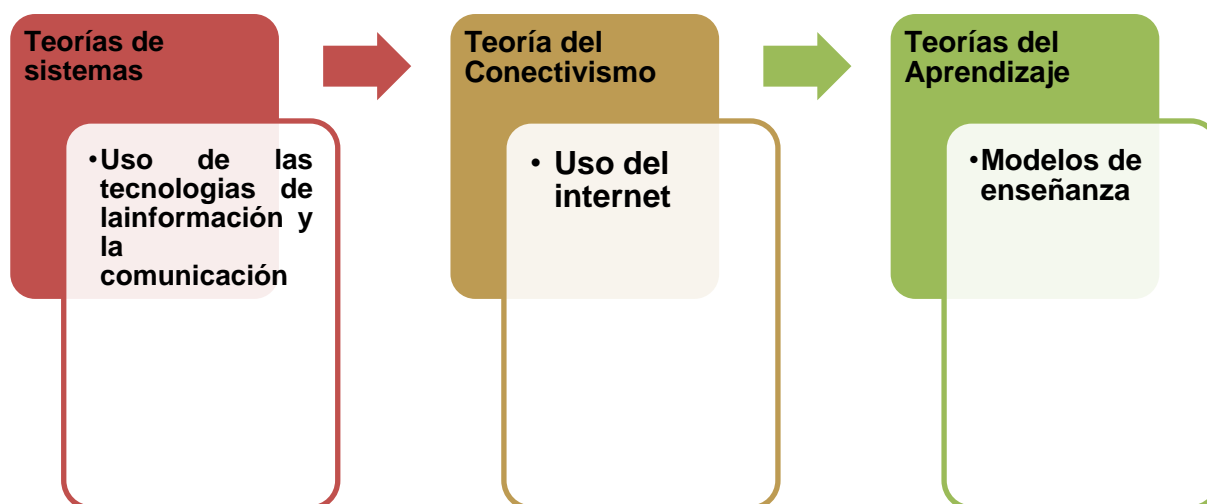 Teorías de
sistemas
•Uso de las
tecnologias de
lainformación y
la
comunicación
Teoría del
Conectivismo
• Uso del
internet
Teorías del
Aprendizaje
•Modelos de
enseñanza